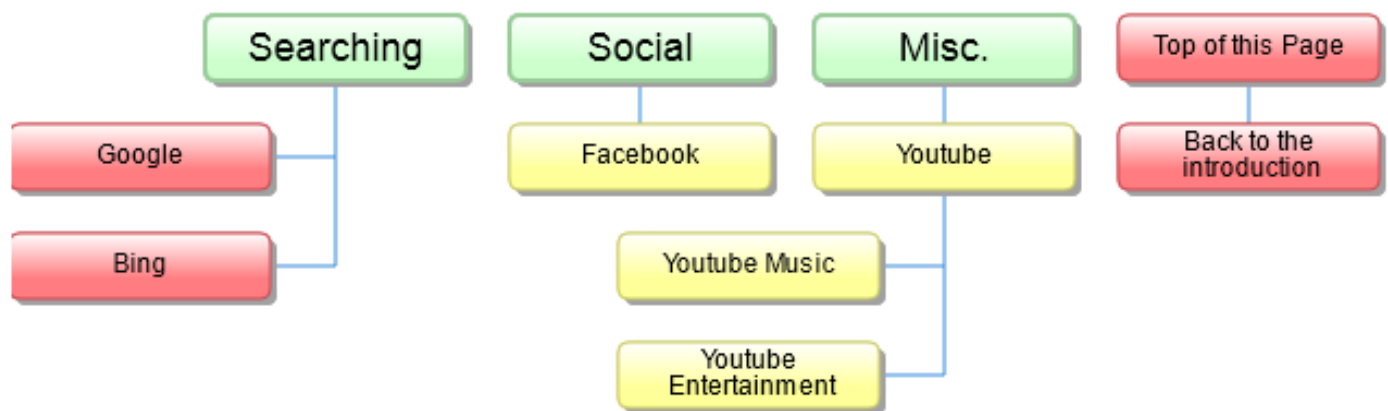 Searching
Social
Misc.
Top of this Page
Google
Facebook
Youtube
Back to the
introduction
Bing
Youtube Music
Youtube
Entertainment